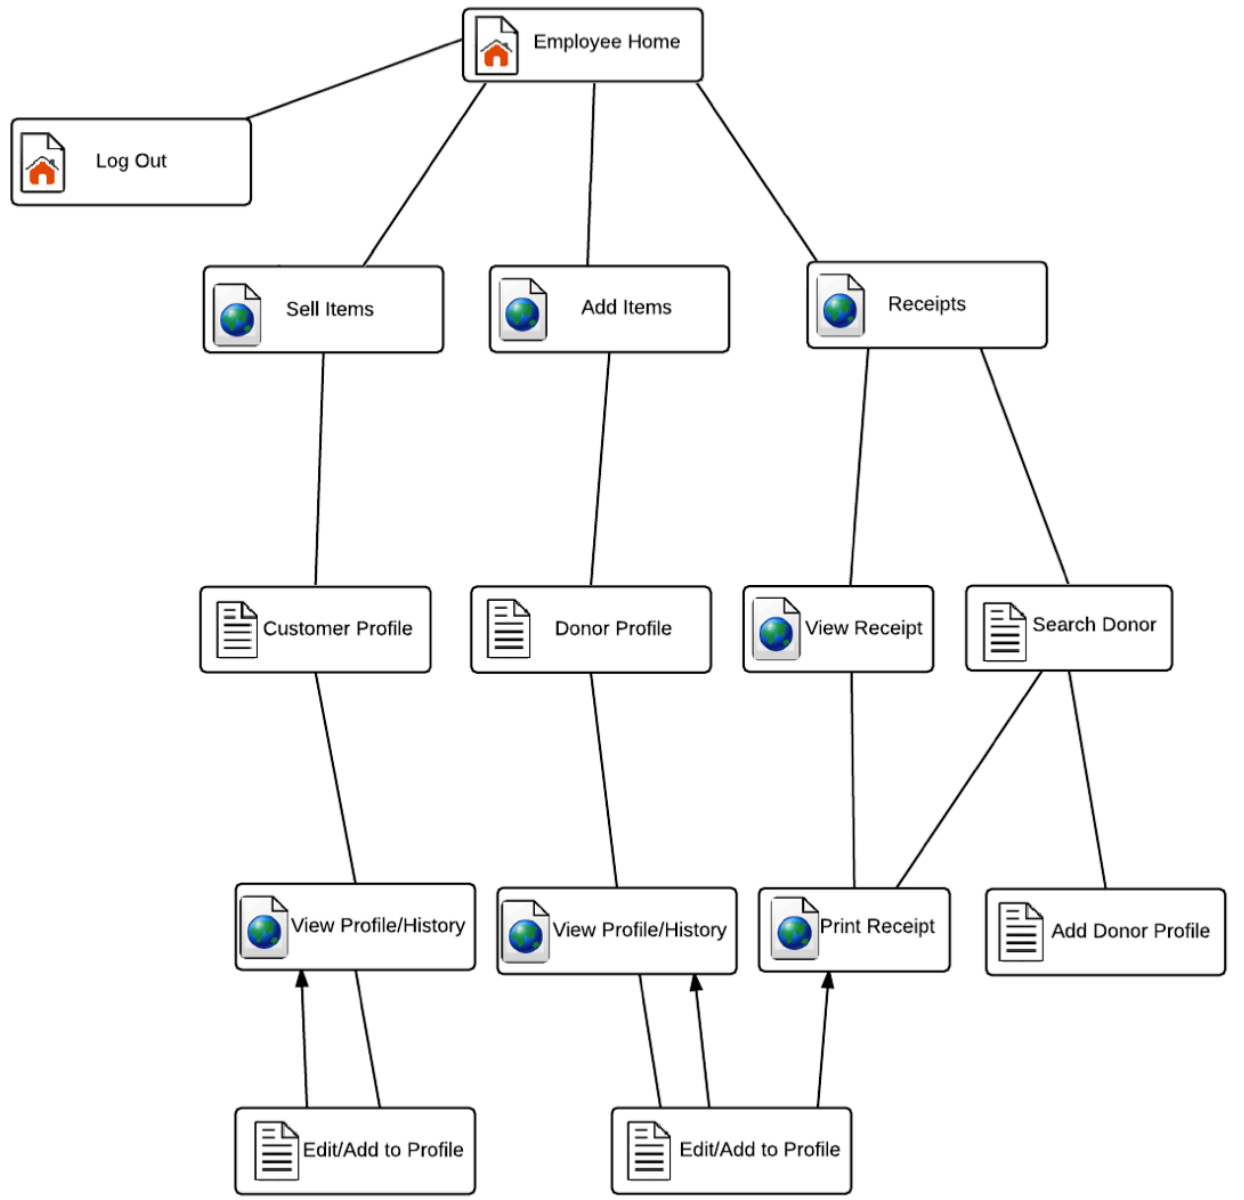 Employee Home
Log Out
Sell Items
Add Items
Receipts
Customer Profile
Donor Profile
View Receipt
Search Donor
View Profile/History
View Profile/History
Print Receipt
Add Donor Profile
Edit/Add to Profile
Edit/Add to Profile